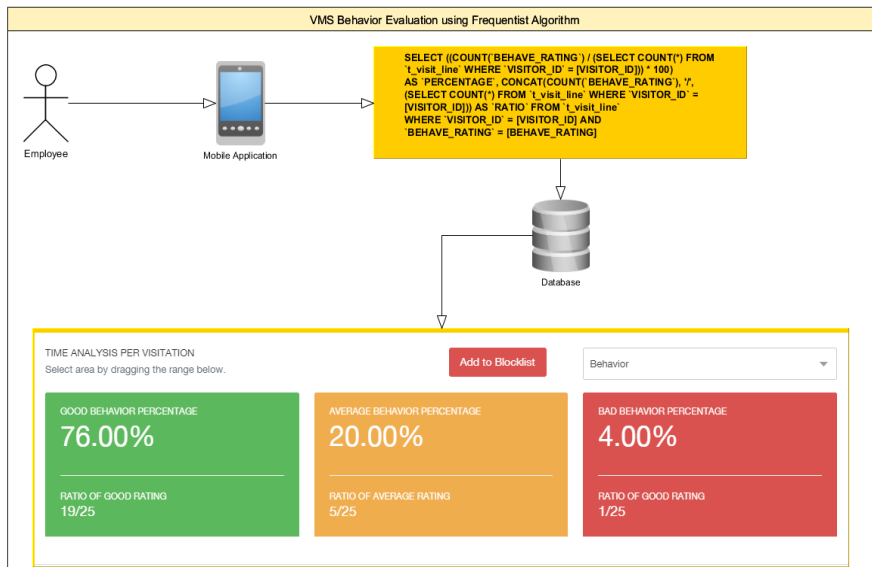 VMS Behavior Evaluation using Frequentist Algorithm
SELECT ((COUNT(`BEHAVE_RATING`) / (SELECT COUNT(*) FROM
`t_visit_line` WHERE `VISITOR_ID` = [VISITOR_ID])) * 100)
AS `PERCENTAGE`, CONCAT(COUNT(`BEHAVE_RATING`), '/',
(SELECT COUNT(*) FROM `t_visit_line` WHERE `VISITOR_ID` =
[VISITOR_ID])) AS `RATIO` FROM `t_visit_line`
WHERE `VISITOR_ID` = [VISITOR_ID] AND
`BEHAVE_RATING` = [BEHAVE_RATING]
Employee
Mobile Application
Database
TIME ANALYSIS PER VISITATION
Select area by dragging the range below.
Add to Blocklist
Behavior
GOOD BEHAVIOR PERCENTAGE
76.00%
RATIO OF GOOD RATING
19/25
AVERAGE BEHAVIOR PERCENTAGE
20.00%
RATIO OF AVERAGE RATING
5/25
BAD BEHAVIOR PERCENTAGE
4.00%
RATIO OF GOOD RATING
1/25